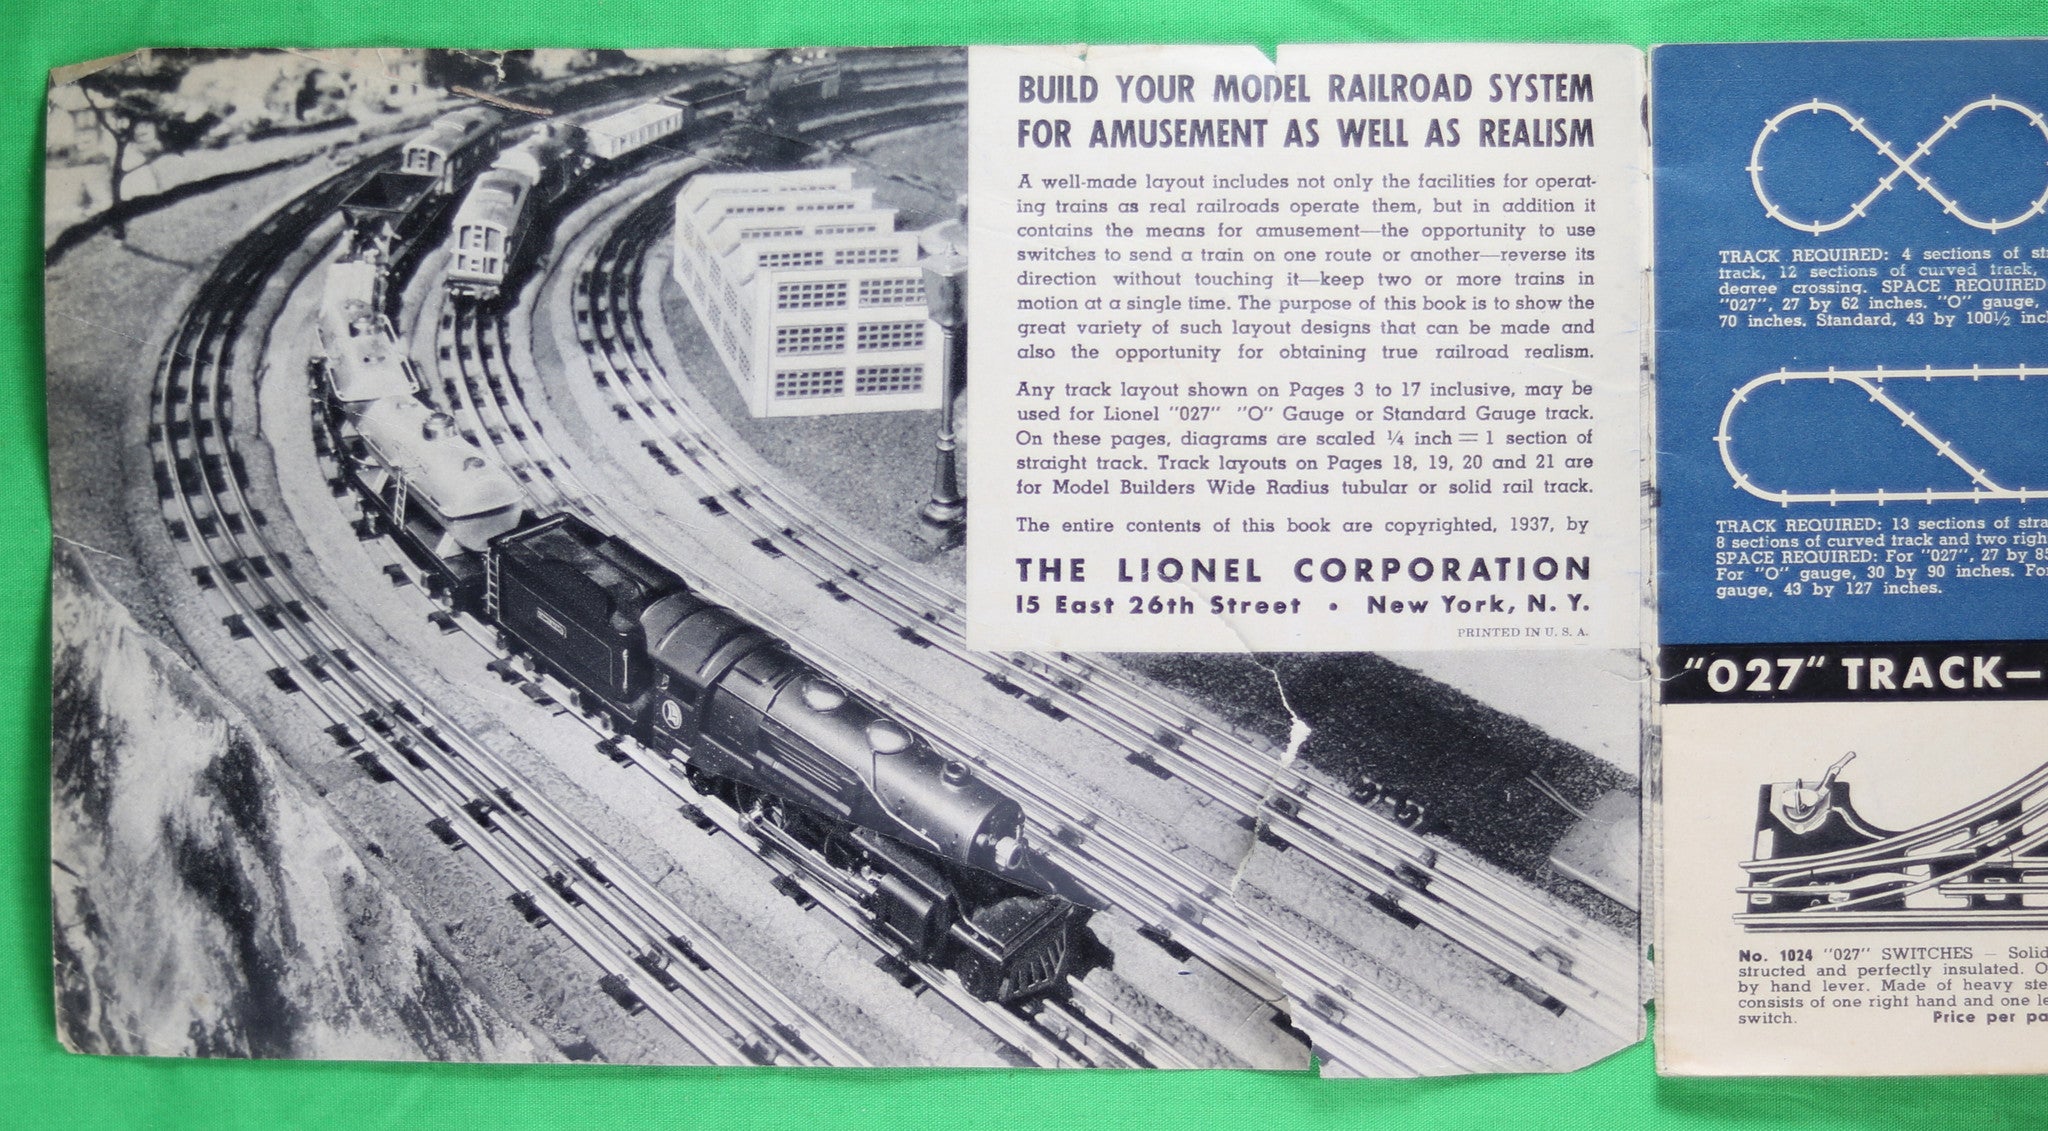 BUILD YOUR MODEL RAILROAD SYSTEM
FOR AMUSEMENT AS WELL AS REALISM
A well-made layout includes not only the facilities for operat-
ing trains as real railroads operate them, but in addition it
contains the means for amusement—the opportunity to use
switches to send a train on one route or another—reverse its
direction without touching it—keep two or more trains in
motion at a single time. The purpose of this book is to show the
great variety of such layout designs that can be made and
also the opportunity for obtaining true railroad realism.
Any track layout shown on Pages 3 to 17 inclusive, may be
used for Lionel "027" "O" Gauge or Standard Gauge track.
On these pages, diagrams are scaled ¼ inch = 1 section of
straight track. Track layouts on Pages 18, 19, 20 and 21 are
for Model Builders Wide Radius tubular or solid rail track.
The entire contents of this book are copyrighted, 1937, by
THE LIONEL CORPORATION
15 East 26th Street • New York, N. Y.
PRINTED IN U. S. A.
TRACK REQUIRED: 4 sections of
track, 12 sections of curved track,
degree crossing. SPACE REQUIRED
"027", 27 by 62 inches. "O" gauge,
70 inches. Standard, 43 by 100½
TRACK REQUIRED: 13 sections of
8 sections of curved track and two
SPACE REQUIRED: For "027", 27 by
For "O" gauge, 30 by 90 inches.
gauge, 43 by 127 inches.
"027" TRACK—
No. 1024 "027" SWITCHES — Solid
structed and perfectly insulated.
by hand lever. Made of heavy
consists of one right hand and one
switch. Price per